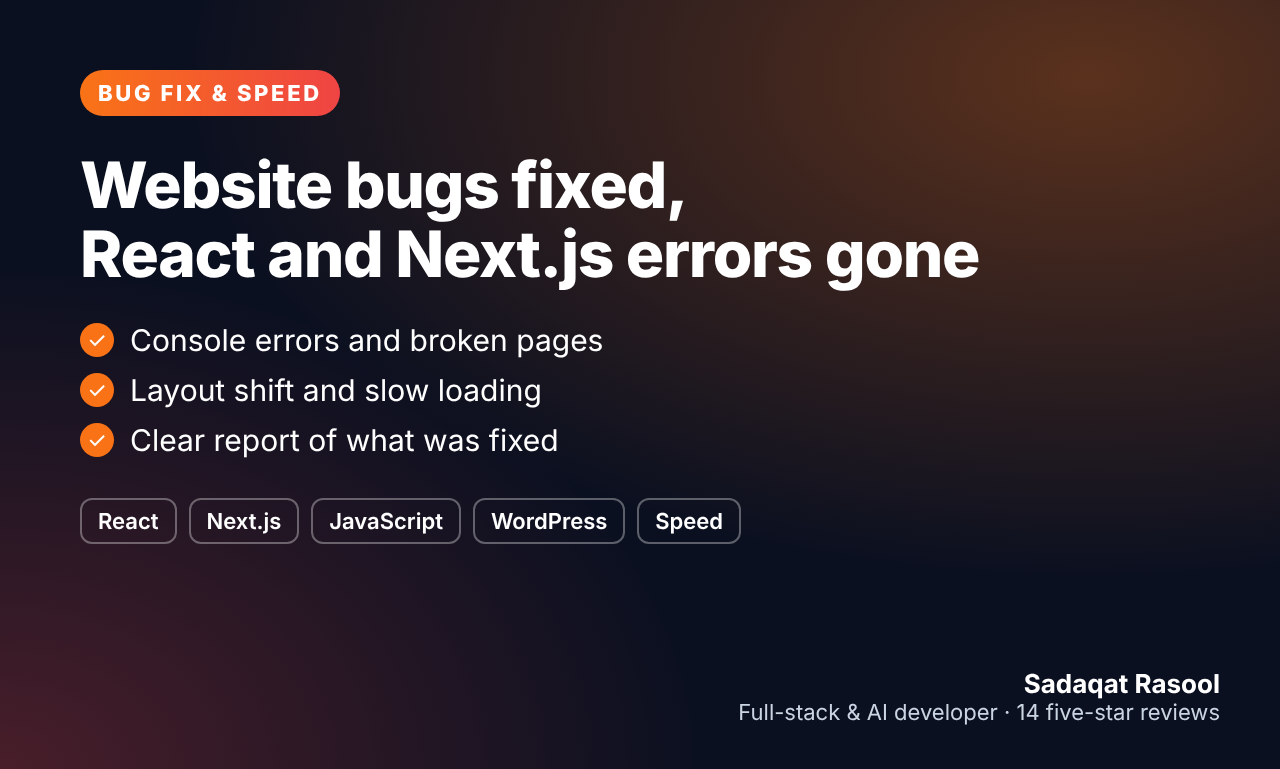 BUG FIX & SPEED
Website bugs fixed,
React and Next.js errors gone
Console errors and broken pages
Layout shift and slow loading
Clear report of what was fixed
React Next.js JavaScript WordPress Speed
Sadaqat Rasool
Full-stack & AI developer · 14 five-star reviews